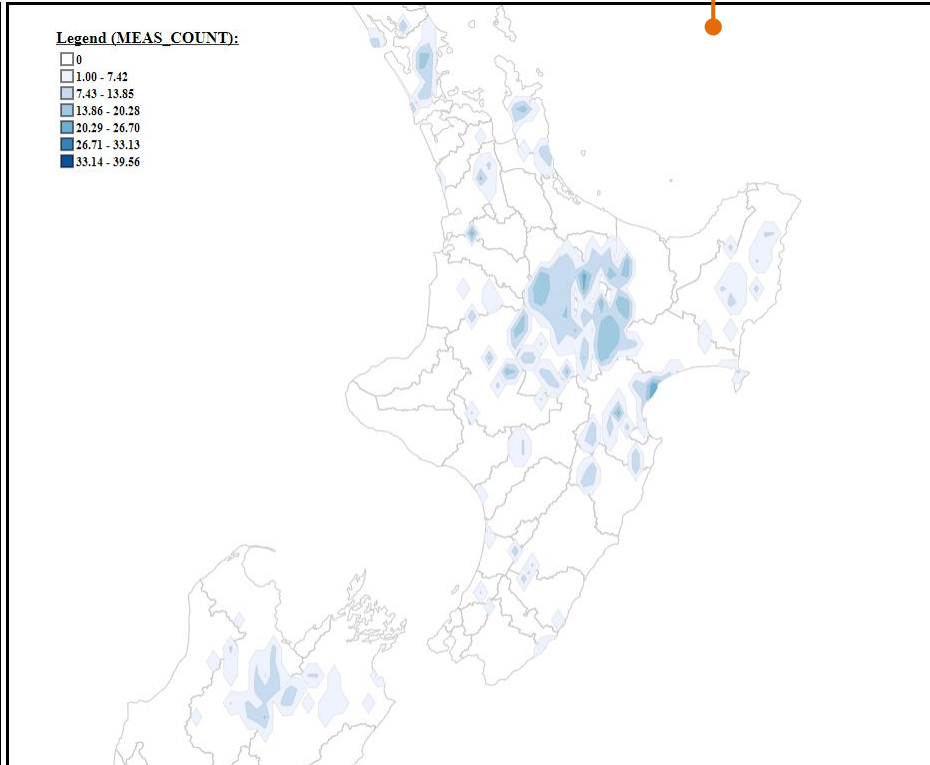 Legend (MEAS_COUNT):
0
1.00 - 7.42
7.43 - 13.85
13.86 - 20.28
20.29 - 26.70
26.71 - 33.13
33.14 - 39.56